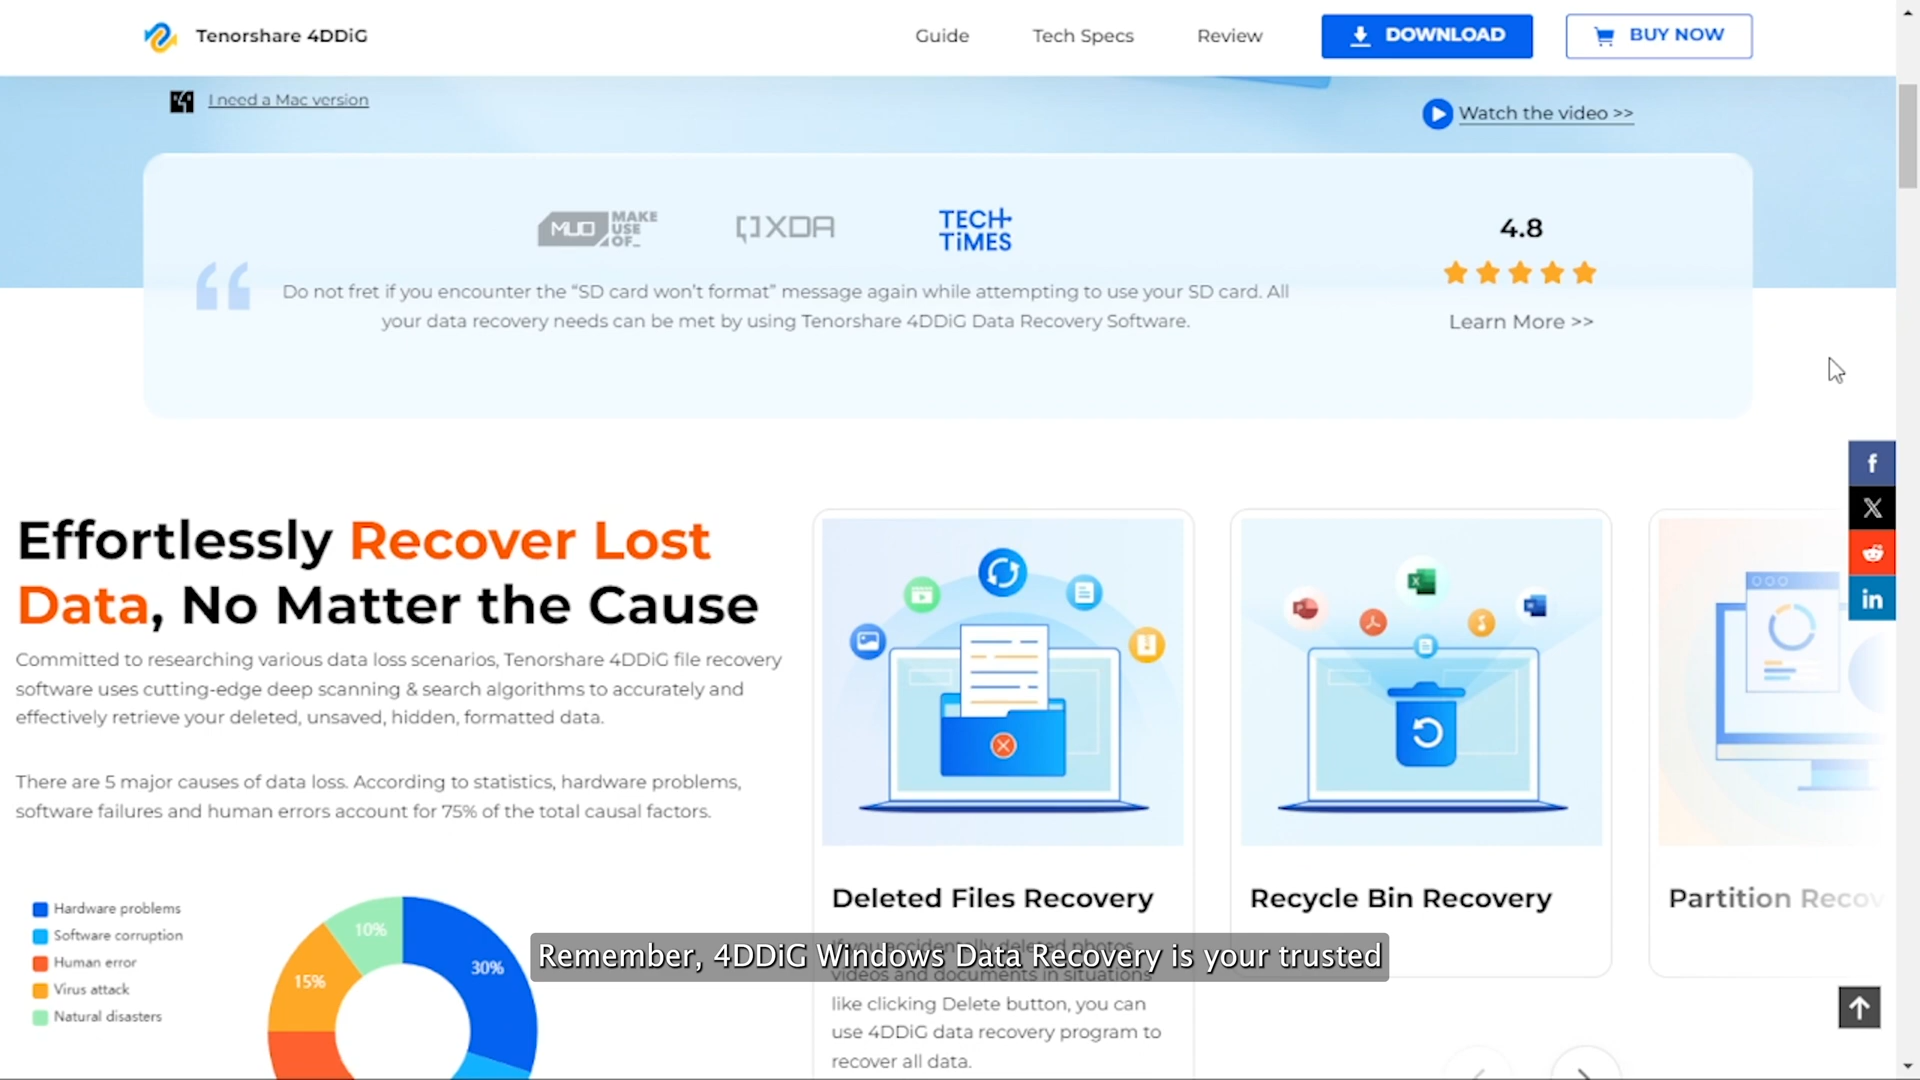 Tenorshare 4DDiG
Guide
Tech Specs
Review
DOWNLOAD
BUY NOW
I need a Mac version
Watch the video >>
MUO MAKE USE OF_
XDA
TECH TiMES
4.8
Do not fret if you encounter the “SD card won’t format” message again while attempting to use your SD card. All
your data recovery needs can be met by using Tenorshare 4DDiG Data Recovery Software.
Learn More >>
Effortlessly Recover Lost
Data, No Matter the Cause
Committed to researching various data loss scenarios, Tenorshare 4DDiG file recovery
software uses cutting-edge deep scanning & search algorithms to accurately and
effectively retrieve your deleted, unsaved, hidden, formatted data.
There are 5 major causes of data loss. According to statistics, hardware problems,
software failures and human errors account for 75% of the total causal factors.
Hardware problems
Software corruption
Human error
Virus attack
Natural disasters
10%
30%
15%
Deleted Files Recovery
If you accidentally deleted photos,
videos and documents in situations
like clicking Delete button, you can
use 4DDiG data recovery program to
recover all data.
Recycle Bin Recovery
Partition Recov
Remember, 4DDiG Windows Data Recovery is your trusted